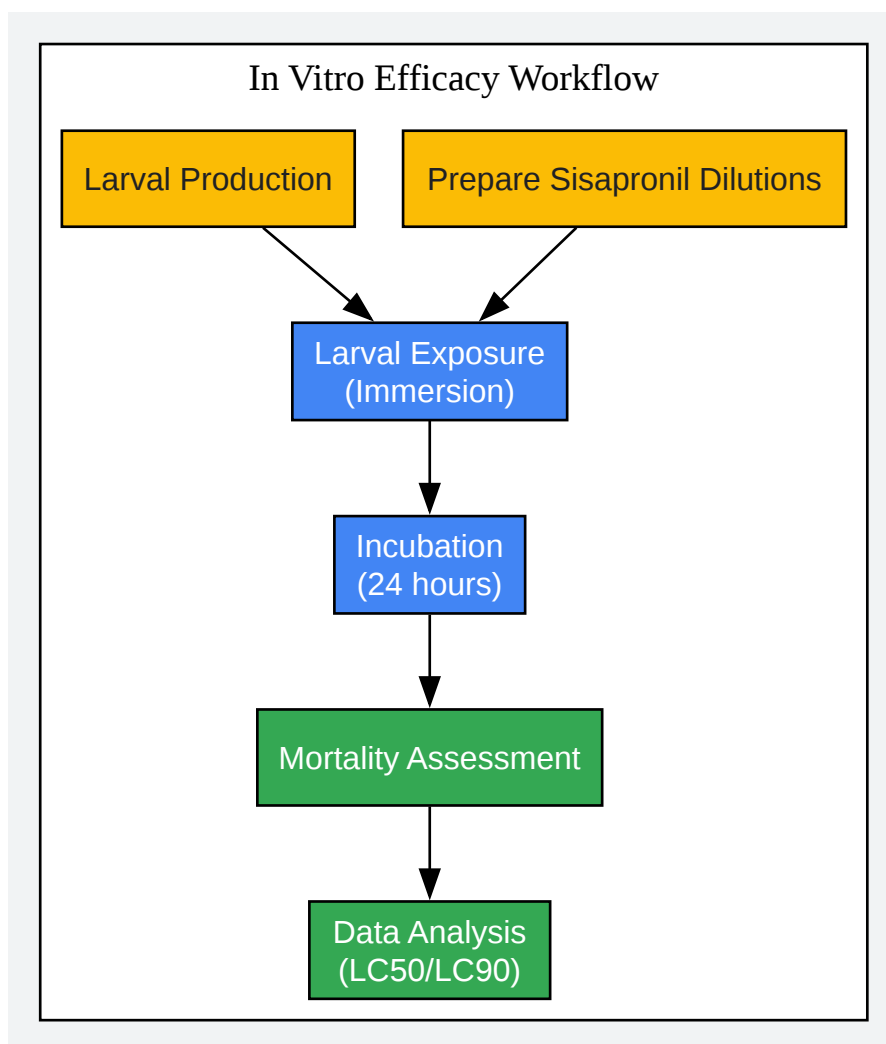 In Vitro Efficacy Workflow
Larval Production
Prepare Sisapronil Dilutions
Larval Exposure
(Immersion)
Incubation
(24 hours)
Mortality Assessment
Data Analysis
(LC50/LC90)